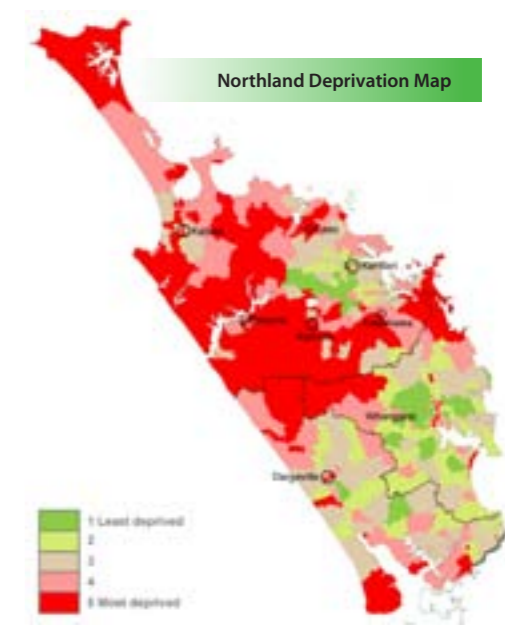 Northland Deprivation Map
Kaitaia
Kerikeri
Whangarei
Dargaville
1 Least deprived
2
3
4
5 Most deprived